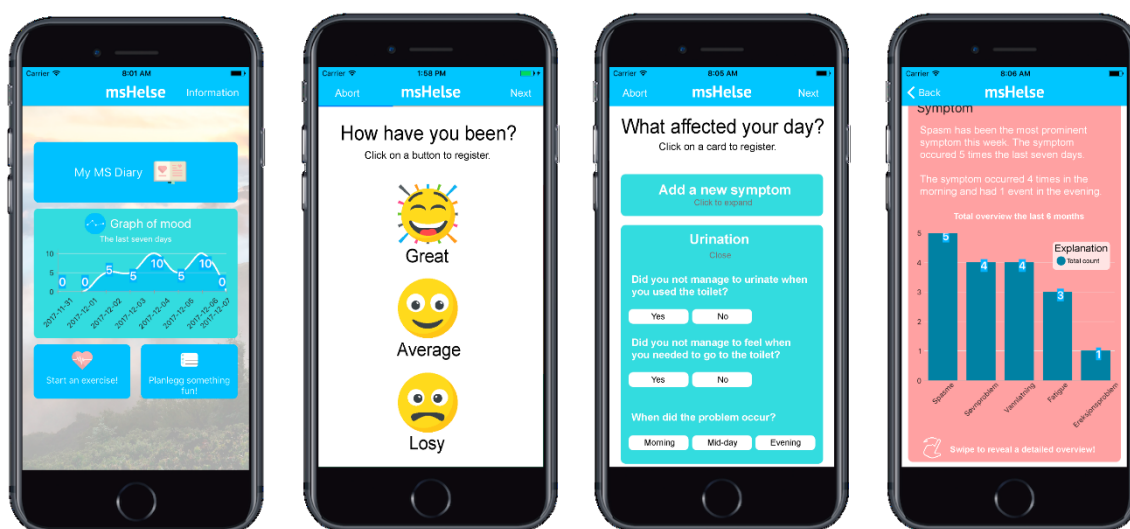 Carrier 8:01 AM
msHelse Information
My MS Diary
Graph of mood
The last seven days
10
5
0
0 0 5 5 10 5 10 0
2017-11-31 2017-12-01 2017-12-02 2017-12-03 2017-12-04 2017-12-05 2017-12-06 2017-12-07
Start an exercise!
Planlegg something
fun!
Carrier 1:58 PM
Abort msHelse Next
How have you been?
Click on a button to register.
Great
Average
Losy
Carrier 8:05 AM
Abort msHelse Next
What affected your day?
Click on a card to register.
Add a new symptom
Click to expand
Urination
Close
Did you not manage to urinate when
you used the toilet?
Yes No
Did you not manage to feel when
you needed to go to the toilet?
Yes No
When did the problem occur?
Morning Mid-day Evening
Carrier 8:06 AM
Back msHelse
Symptom
Spasm has been the most prominent
symptom this week. The symptom
occured 5 times the last seven days.
The symptom occurred 4 times in the
morning and had 1 event in the evening.
Total overview the last 6 months
Explanation
Total count
5
4
3
2
1
0
5 4 4 3 1
Spasme Søvnproblem Vannlatning Fatigue Ereksjonsproblem
Swipe to reveal a detailed overview!